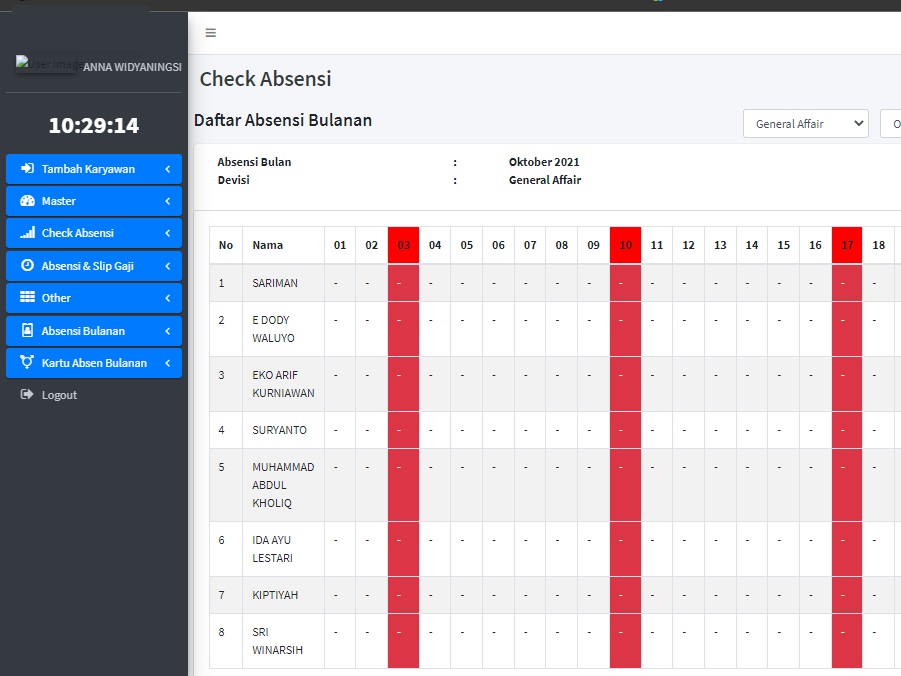 User Image
ANNA WIDYANINGSI
10:29:14
Tambah Karyawan
Master
Check Absensi
Absensi & Slip Gaji
Other
Absensi Bulanan
Kartu Absen Bulanan
Logout
Check Absensi
Daftar Absensi Bulanan
General Affair
O
Absensi Bulan : Oktober 2021
Devisi : General Affair
No Nama 01 02 03 04 05 06 07 08 09 10 11 12 13 14 15 16 17 18
1 SARIMAN - - - - - - - - - - - - - - - - - -
2 E DODY - - - - - - - - - - - - - - - - - -
WALUYO
3 EKO ARIF - - - - - - - - - - - - - - - - - -
KURNIAWAN
4 SURYANTO - - - - - - - - - - - - - - - - - -
5 MUHAMMAD - - - - - - - - - - - - - - - - - -
ABDUL
KHOLIQ
6 IDA AYU - - - - - - - - - - - - - - - - - -
LESTARI
7 KIPTIYAH - - - - - - - - - - - - - - - - - -
8 SRI - - - - - - - - - - - - - - - - - -
WINARSIH